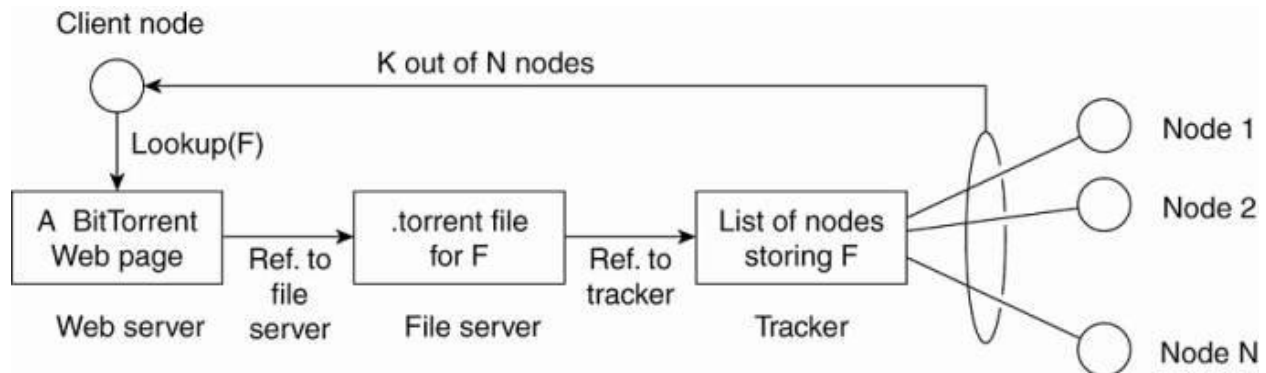 Client node
K out of N nodes
Lookup(F)
A BitTorrent
Web page
Ref. to
file
server
.torrent file
for F
Ref. to
tracker
List of nodes
storing F
Node 1
Node 2
Node N
Web server
File server
Tracker